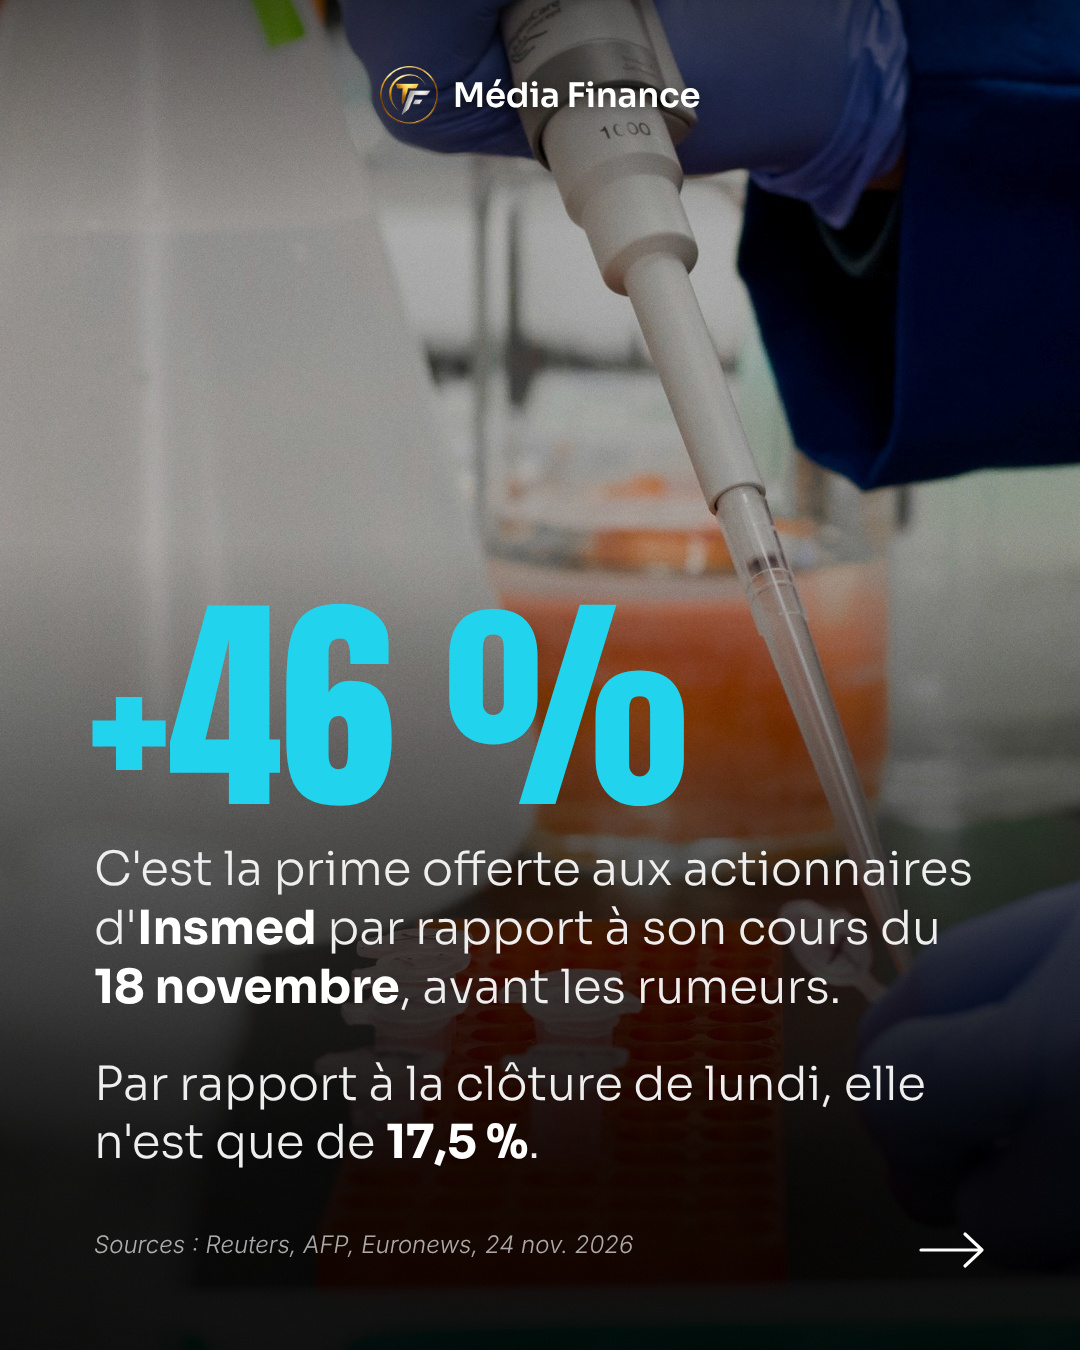 Média Finance
1000
+46 %
C'est la prime offerte aux actionnaires
d'Insmed par rapport à son cours du
18 novembre, avant les rumeurs.
Par rapport à la clôture de lundi, elle
n'est que de 17,5 %.
Sources : Reuters, AFP, Euronews, 24 nov. 2026